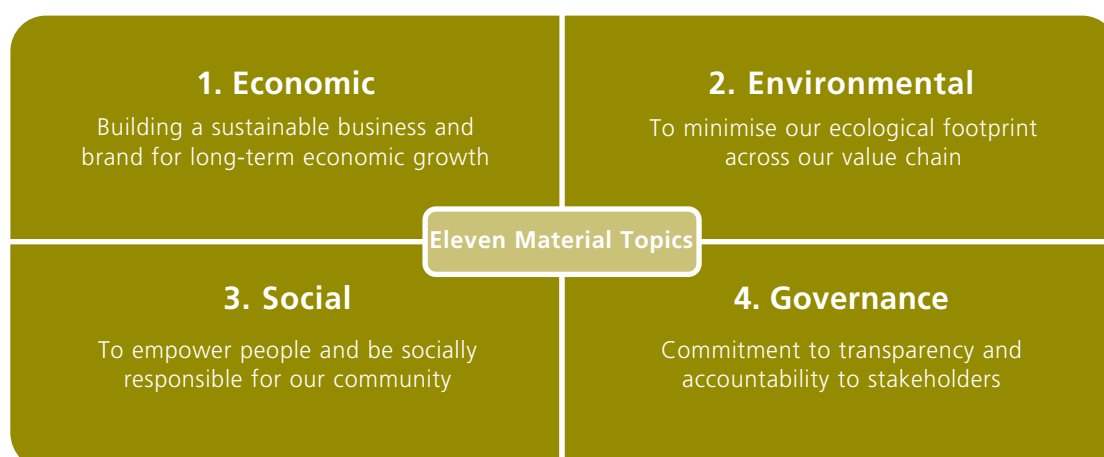 1. Economic
Building a sustainable business and
brand for long-term economic growth
2. Environmental
To minimise our ecological footprint
across our value chain
Eleven Material Topics
3. Social
To empower people and be socially
responsible for our community
4. Governance
Commitment to transparency and
accountability to stakeholders